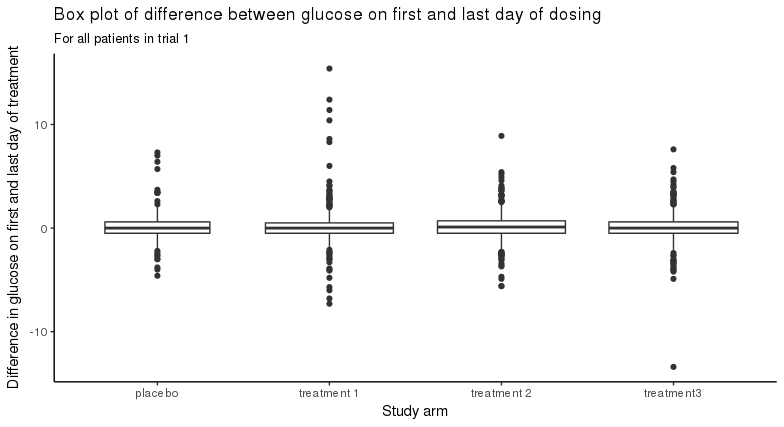 Box plot of difference between glucose on first and last day of dosing
For all patients in trial 1
Difference in glucose on first and last day of treatment
10
0
-10
placebo
treatment 1
treatment 2
treatment3
Study arm